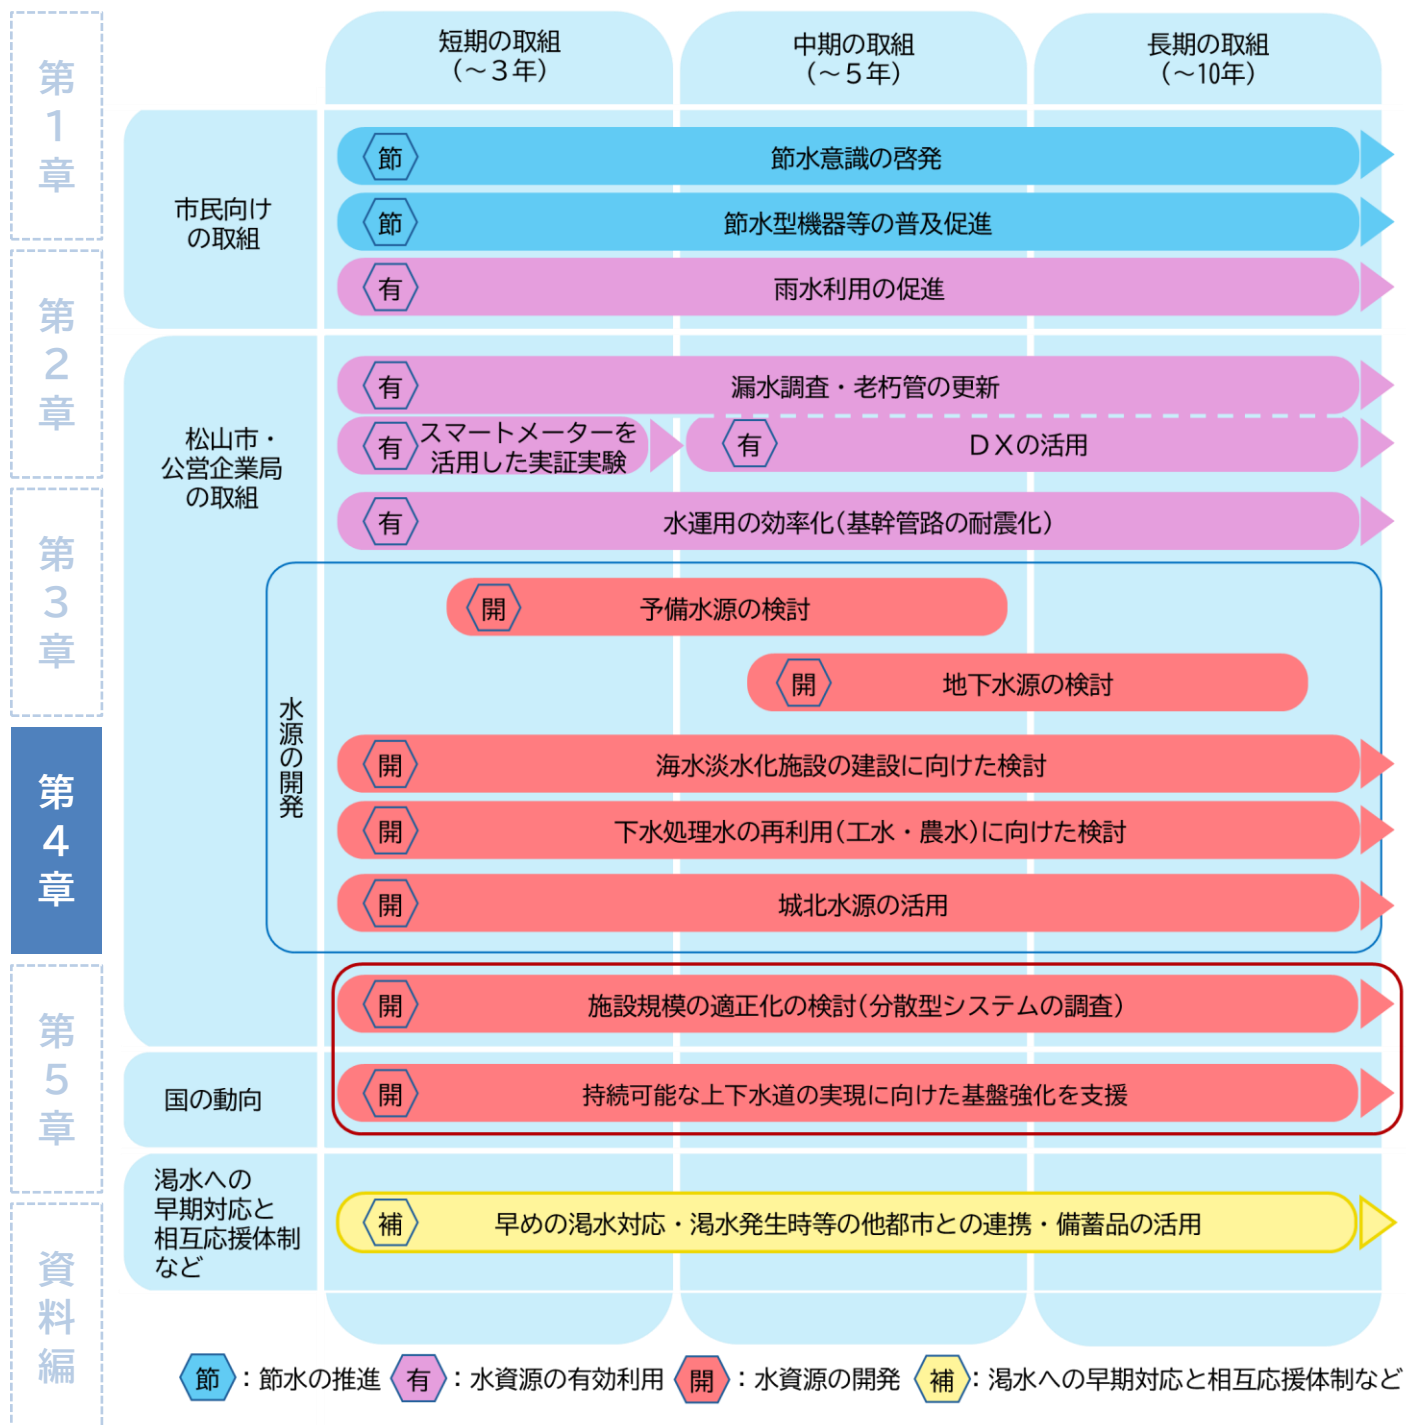 第1章
第2章
第3章
第4章
第5章
資料編
短期の取組
（～３年）
中期の取組
（～５年）
長期の取組
（～10年）
市民向け
の取組
節
節水意識の啓発
節
節水型機器等の普及促進
有
雨水利用の促進
松山市・
公営企業局
の取組
有
漏水調査・老朽管の更新
有
スマートメーターを
活用した実証実験
有
ＤＸの活用
有
水運用の効率化（基幹管路の耐震化）
水源の開発
開
予備水源の検討
開
地下水源の検討
開
海水淡水化施設の建設に向けた検討
開
下水処理水の再利用（工水・農水）に向けた検討
開
城北水源の活用
開
施設規模の適正化の検討（分散型システムの調査）
国の動向
開
持続可能な上下水道の実現に向けた基盤強化を支援
渇水への
早期対応と
相互応援体制
など
補
早めの渇水対応・渇水発生時等の他都市との連携・備蓄品の活用
節：節水の推進
有：水資源の有効利用
開：水資源の開発
補：渇水への早期対応と相互応援体制など